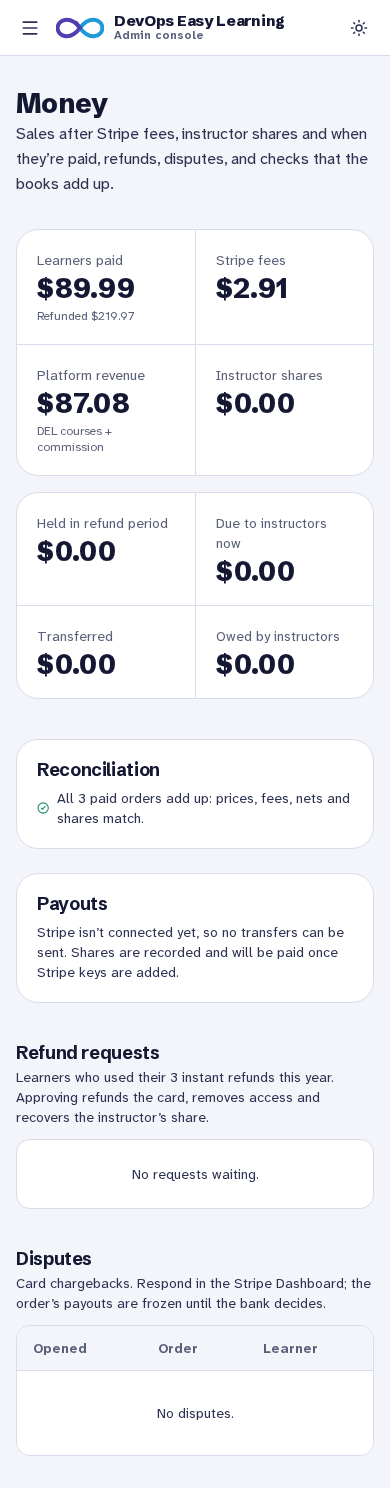 DevOps Easy Learning
Admin console
Money
Sales after Stripe fees, instructor shares and when
they’re paid, refunds, disputes, and checks that the
books add up.
Learners paid
$89.99
Refunded $219.97
Stripe fees
$2.91
Platform revenue
$87.08
DEL courses +
commission
Instructor shares
$0.00
Held in refund period
$0.00
Due to instructors
now
$0.00
Transferred
$0.00
Owed by instructors
$0.00
Reconciliation
All 3 paid orders add up: prices, fees, nets and
shares match.
Payouts
Stripe isn’t connected yet, so no transfers can be
sent. Shares are recorded and will be paid once
Stripe keys are added.
Refund requests
Learners who used their 3 instant refunds this year.
Approving refunds the card, removes access and
recovers the instructor’s share.
No requests waiting.
Disputes
Card chargebacks. Respond in the Stripe Dashboard; the
order’s payouts are frozen until the bank decides.
Opened Order Learner
No disputes.